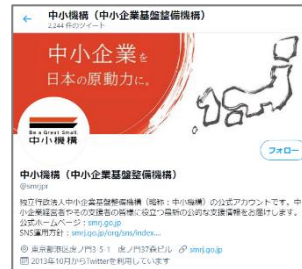 中小機構（中小企業基盤整備機構）
2,244 件のツイート
中小企業を
日本の原動力に。
Be a Great Small.
中小機構
フォロー
中小機構（中小企業基盤整備機構）
@smrjpr
独立行政法人中小企業基盤整備機構（略称：中小機構）の公式アカウントです。中
小企業経営者やその支援者の皆様に役立つ最新の公的な支援情報をお届けします。
公式ホームページ：smrj.go.jp
SNS運用方針：smrj.go.jp/org/sns/index…
東京都港区虎ノ門3-5-1 虎ノ門37森ビル smrj.go.jp
2013年10月からTwitterを利用しています